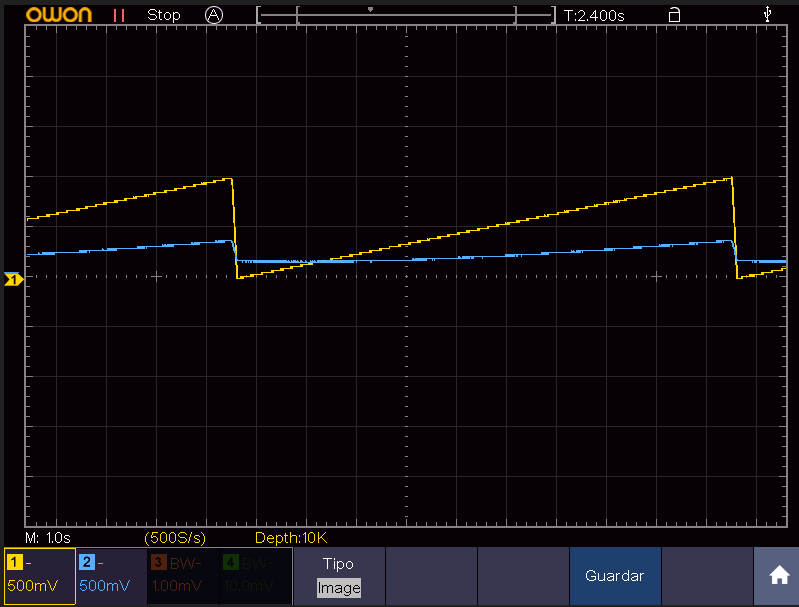 owon Stop A T:2.400s
1
M: 1.0s (500S/s) Depth:10K
1 - 2 - 3 BW- 4 BW- Tipo
500mV 500mV 1.00mV 10.0mV Image Guardar